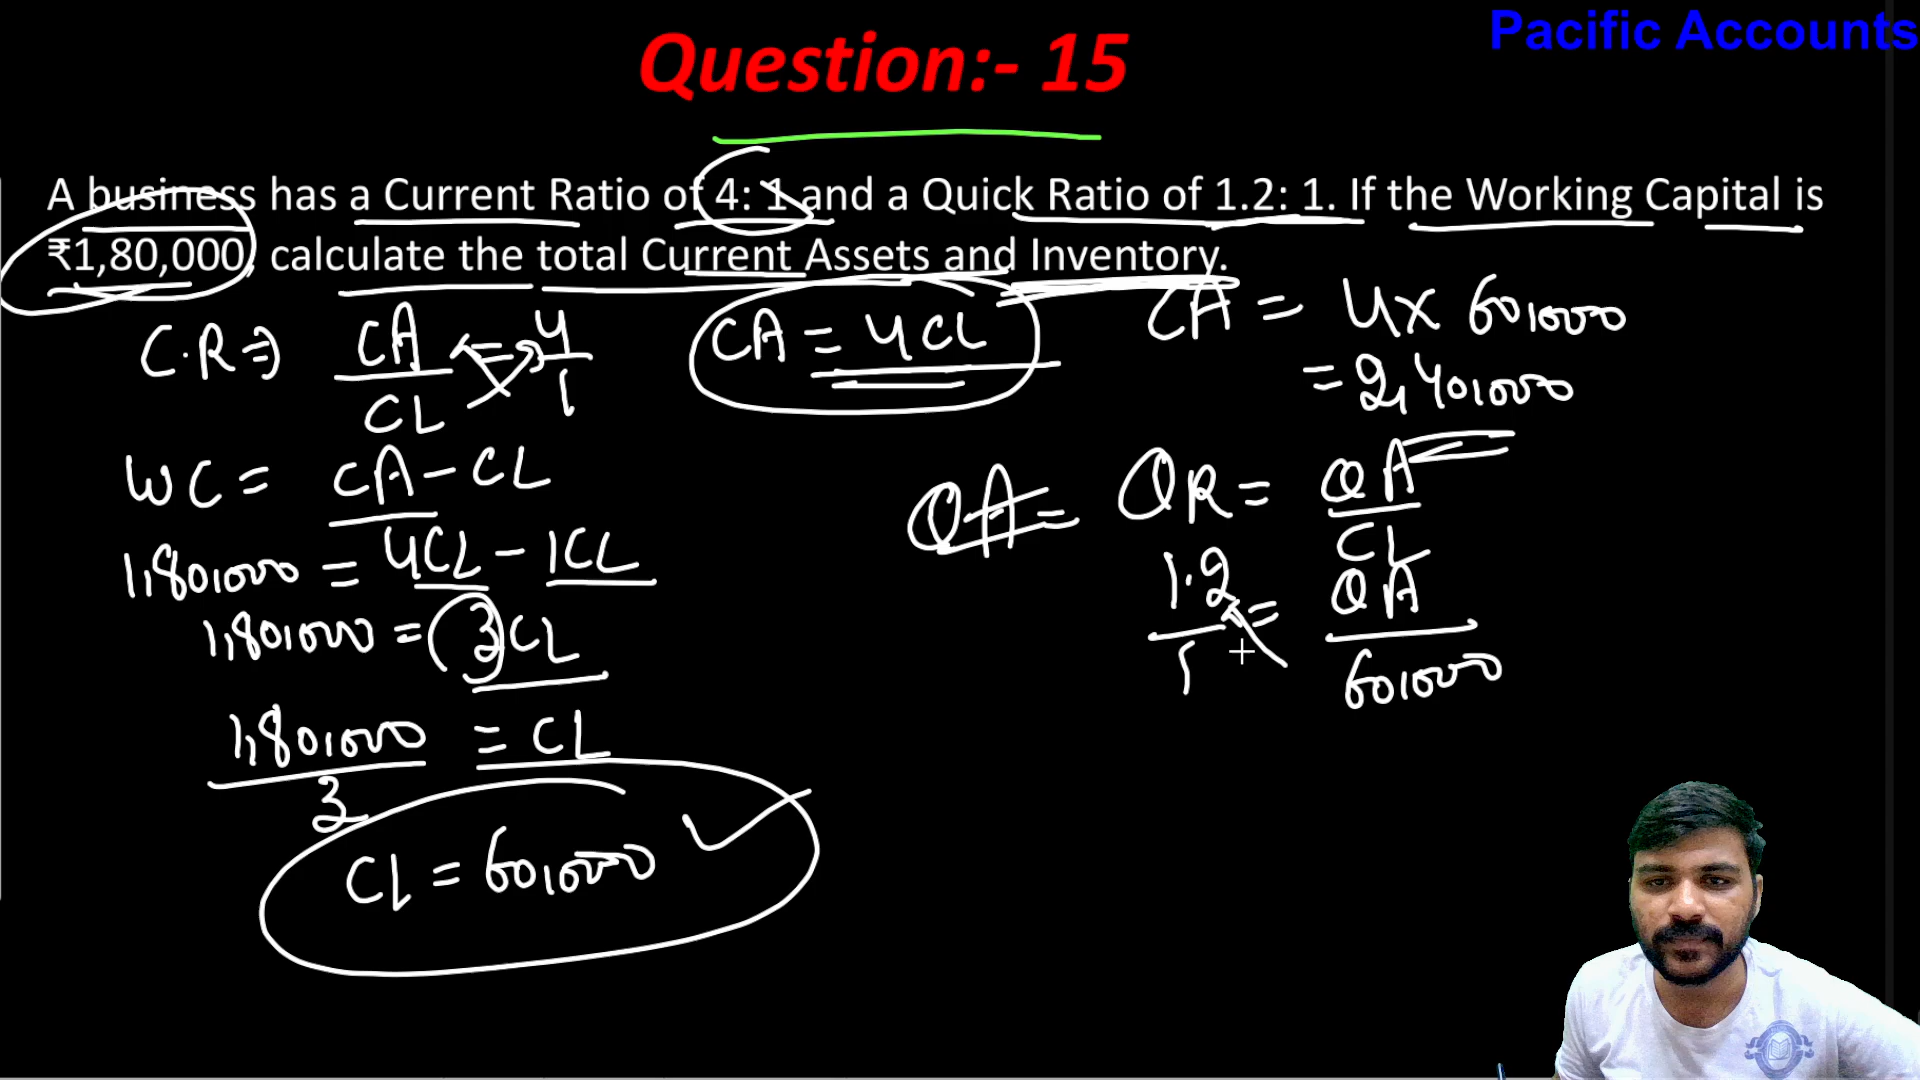 Pacific Accounts
Question:- 15
A business has a Current Ratio of 4: 1 and a Quick Ratio of 1.2: 1. If the Working Capital is
₹1,80,000, calculate the total Current Assets and Inventory.
C.R ⇒ CA/CL = 4/1
CA = 4CL
CA = 4 × 60,000
= 2,40,000
WC = CA - CL
1,80,000 = 4CL - 1CL
1,80,000 = 3CL
1,80,000/3 = CL
CL = 60,000
QA =
QR = QA/CL
1.2/1 = QA/60,000